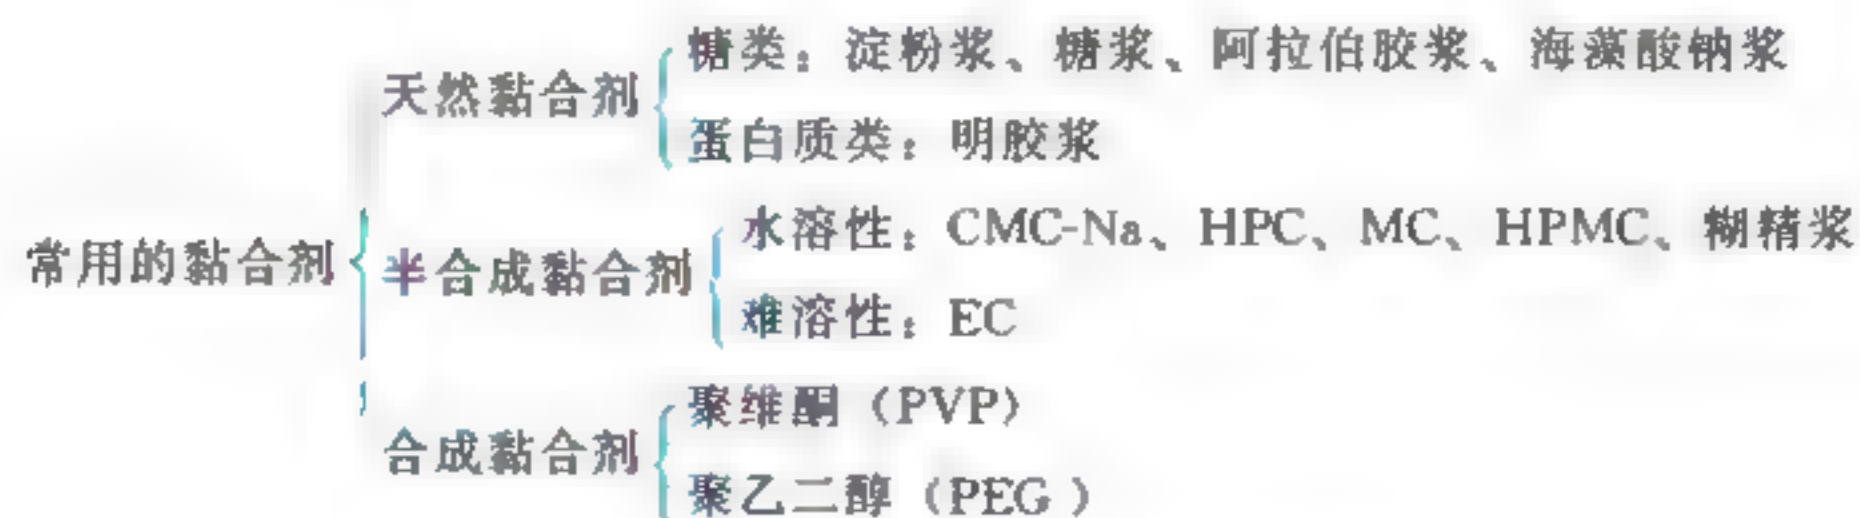 糖类：淀粉浆、糖浆、阿拉伯胶浆、海藻酸钠浆
天然黏合剂
蛋白质类：明胶浆
水溶性：CMC-Na、HPC、MC、HPMC、糊精浆
常用的黏合剂
半合成黏合剂
难溶性：EC
聚维酮（PVP）
合成黏合剂
聚乙二醇（PEG）